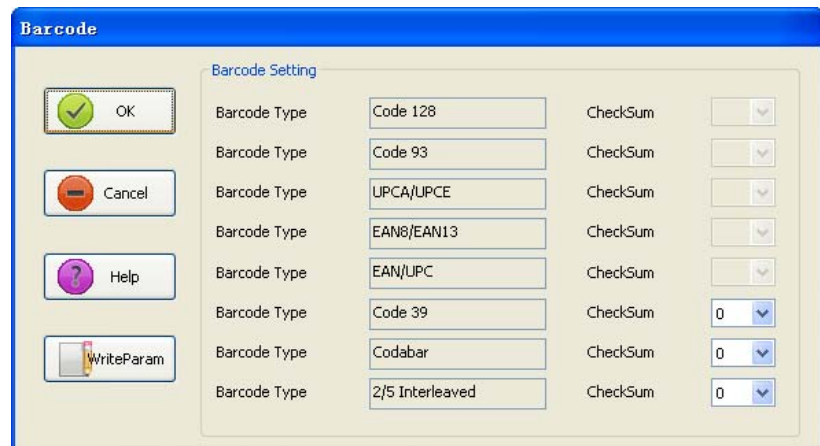 Barcode
Barcode Setting
OK
Barcode Type Code 128 CheckSum
Barcode Type Code 93 CheckSum
Cancel
Barcode Type UPCA/UPCE CheckSum
Barcode Type EAN8/EAN13 CheckSum
Help
Barcode Type EAN/UPC CheckSum
Barcode Type Code 39 CheckSum 0
WriteParam
Barcode Type Codabar CheckSum 0
Barcode Type 2/5 Interleaved CheckSum 0